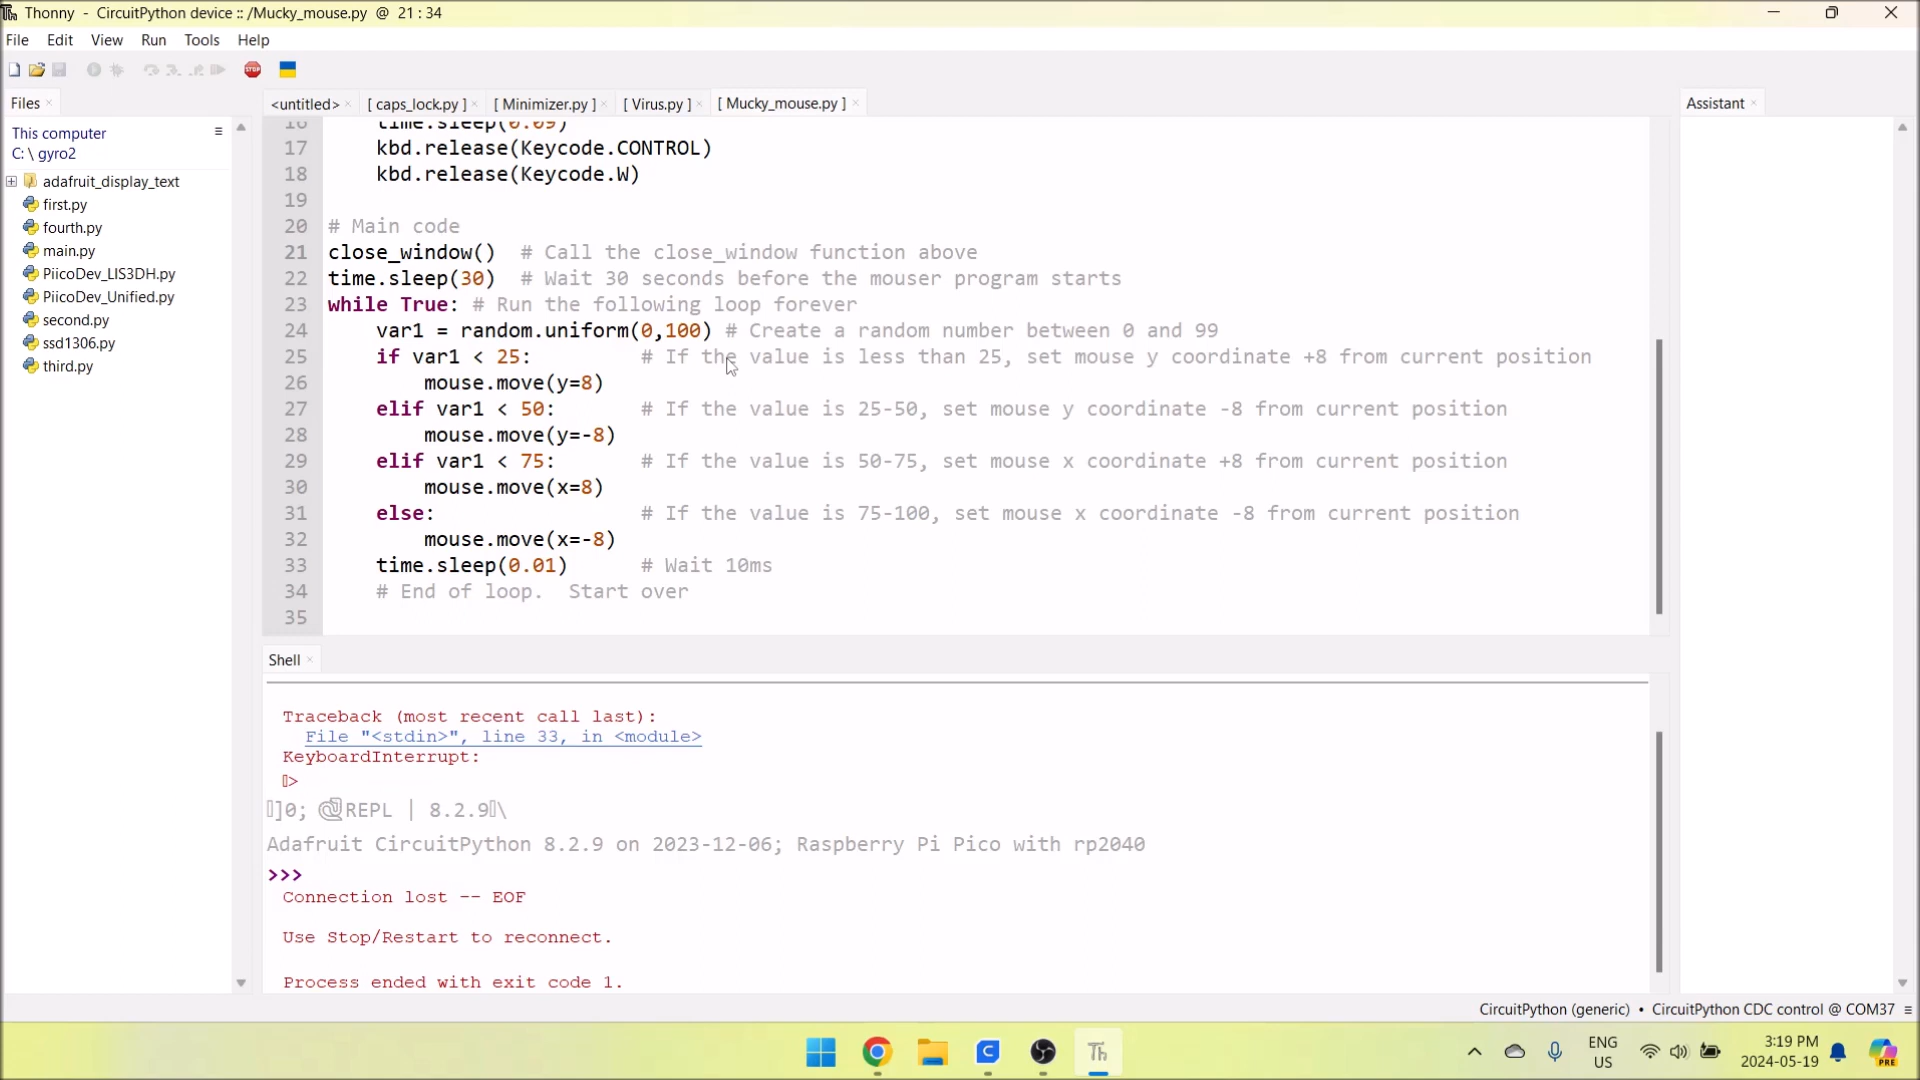 Thonny - CircuitPython device :: /Mucky_mouse.py @ 21 : 34
File Edit View Run Tools Help
STOP
Files
This computer
C: \ gyro2
adafruit_display_text
first.py
fourth.py
main.py
PiicoDev_LIS3DH.py
PiicoDev_Unified.py
second.py
ssd1306.py
third.py
<untitled> [ caps_lock.py ] [ Minimizer.py ] [ Virus.py ] [ Mucky_mouse.py ]
16 time.sleep(0.09)
17 kbd.release(Keycode.CONTROL)
18 kbd.release(Keycode.W)
19
20 # Main code
21 close_window() # Call the close_window function above
22 time.sleep(30) # Wait 30 seconds before the mouser program starts
23 while True: # Run the following loop forever
24 var1 = random.uniform(0,100) # Create a random number between 0 and 99
25 if var1 < 25: # If the value is less than 25, set mouse y coordinate +8 from current position
26 mouse.move(y=8)
27 elif var1 < 50: # If the value is 25-50, set mouse y coordinate -8 from current position
28 mouse.move(y=-8)
29 elif var1 < 75: # If the value is 50-75, set mouse x coordinate +8 from current position
30 mouse.move(x=8)
31 else: # If the value is 75-100, set mouse x coordinate -8 from current position
32 mouse.move(x=-8)
33 time.sleep(0.01) # Wait 10ms
34 # End of loop. Start over
35
Shell
Traceback (most recent call last):
File "<stdin>", line 33, in <module>
KeyboardInterrupt:
>
]0; REPL | 8.2.9\
Adafruit CircuitPython 8.2.9 on 2023-12-06; Raspberry Pi Pico with rp2040
>>>
Connection lost -- EOF
Use Stop/Restart to reconnect.
Process ended with exit code 1.
Assistant
CircuitPython (generic) • CircuitPython CDC control @ COM37
Th
ENG
US
3:19 PM
2024-05-19
PRE